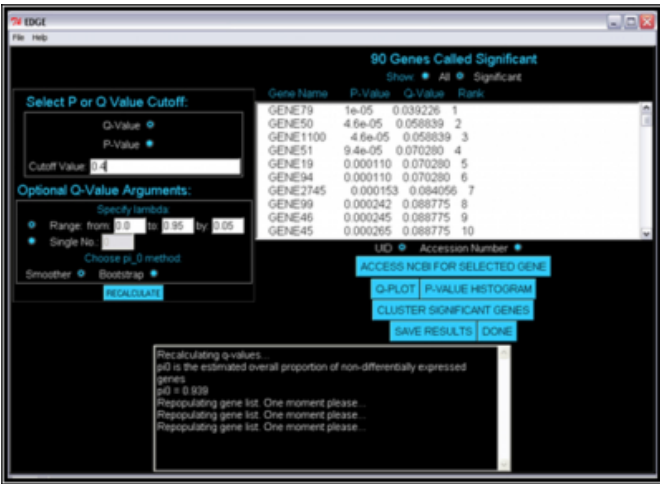 EDGE
File Help
90 Genes Called Significant
Show: All Significant
Gene Name P-Value Q-Value Rank
GENE79 1e-05 0.039226 1
GENE50 4.6e-05 0.058839 2
GENE1100 4.6e-05 0.058839 3
GENE51 9.4e-05 0.070280 4
GENE19 0.000110 0.070280 5
GENE94 0.000110 0.070280 6
GENE2745 0.000153 0.084056 7
GENE99 0.000242 0.088775 8
GENE46 0.000245 0.088775 9
GENE45 0.000265 0.088775 10
UID Accession Number
ACCESS NCBI FOR SELECTED GENE
Q-PLOT P-VALUE HISTOGRAM
CLUSTER SIGNIFICANT GENES
SAVE RESULTS DONE
Select P or Q Value Cutoff:
Q-Value
P-Value
Cutoff Value: 0.4
Optional Q-Value Arguments:
Specify lambda:
Range: from: 0.0 to: 0.95 by: 0.05
Single No.:
Choose pi_0 method
Smoother Bootstrap
RECALCULATE
Recalculating q-values...
pi0 is the estimated overall proportion of non-differentially expressed
genes
pi0 = 0.939
Repopulating gene list. One moment please...
Repopulating gene list. One moment please...
Repopulating gene list. One moment please...